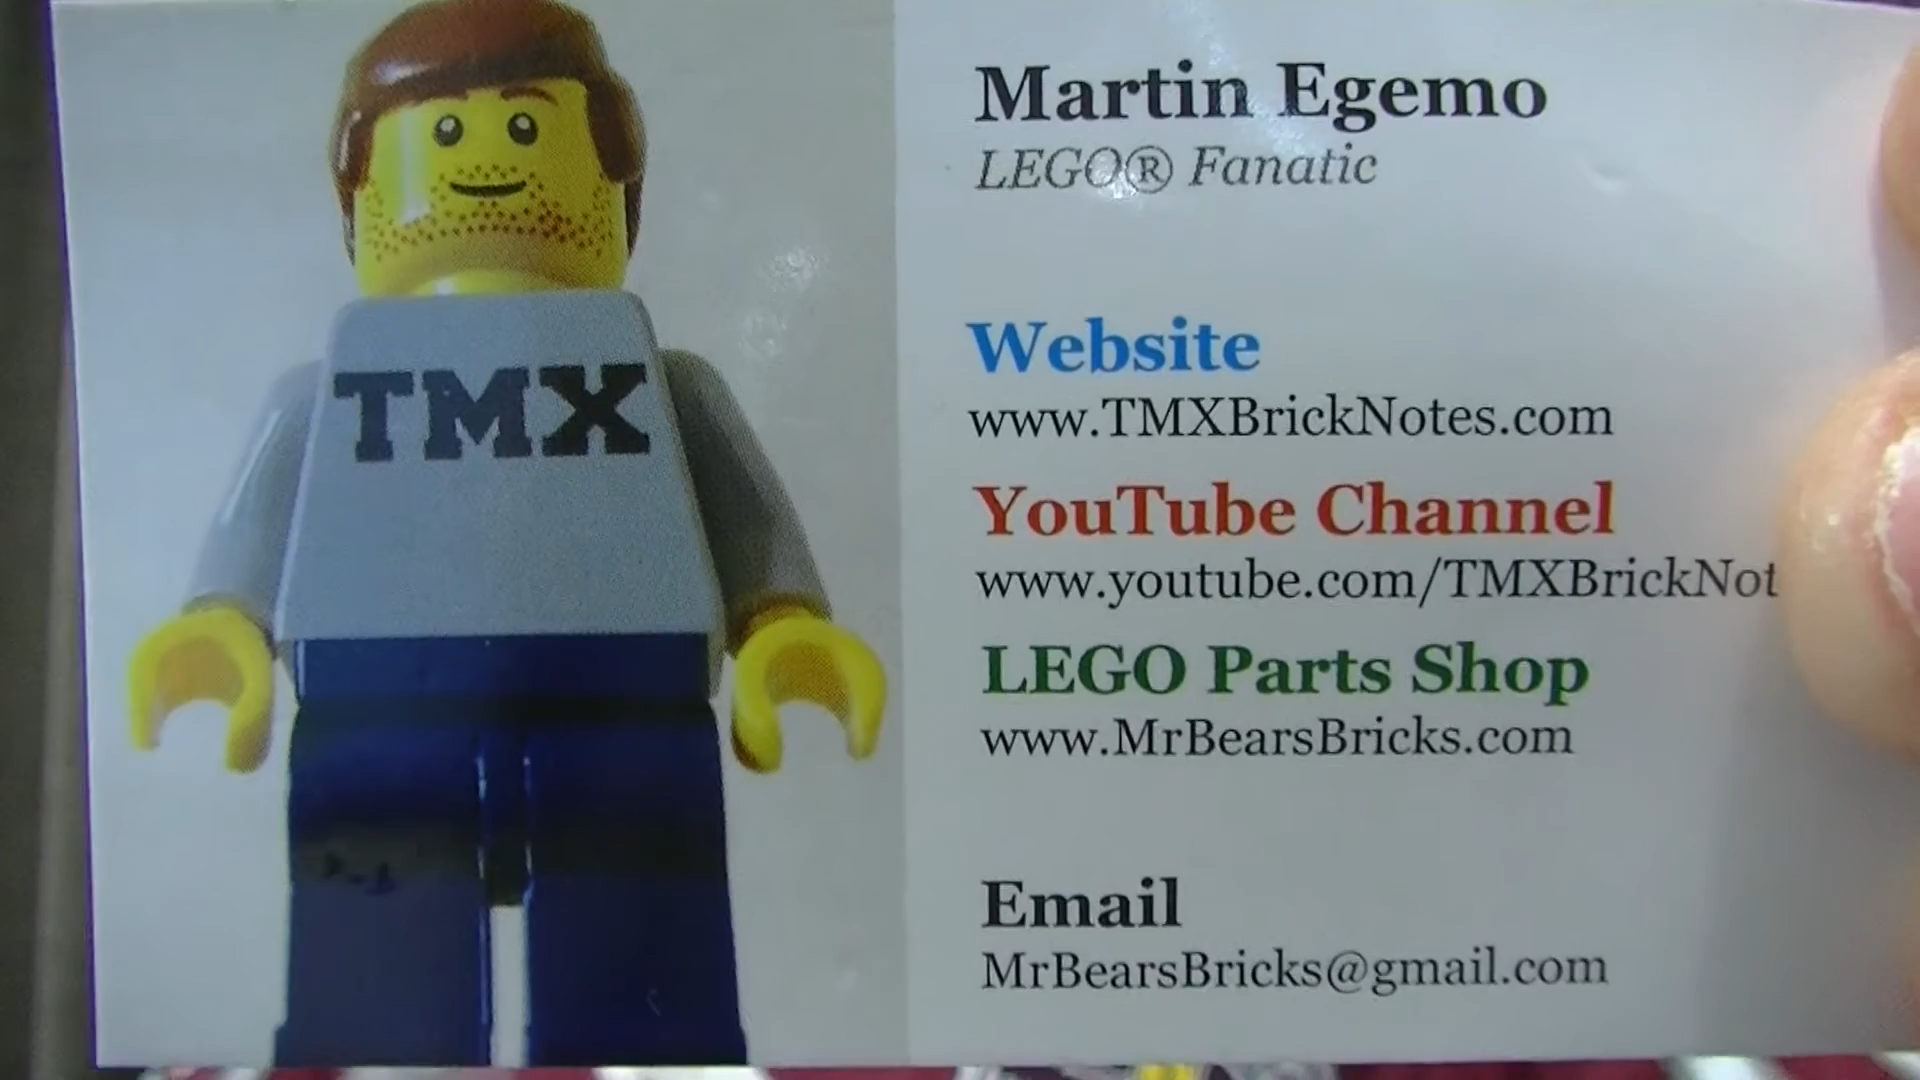 TMX
Martin Egemo
LEGO® Fanatic
Website
www.TMXBrickNotes.com
YouTube Channel
www.youtube.com/TMXBrickNot
LEGO Parts Shop
www.MrBearsBricks.com
Email
MrBearsBricks@gmail.com